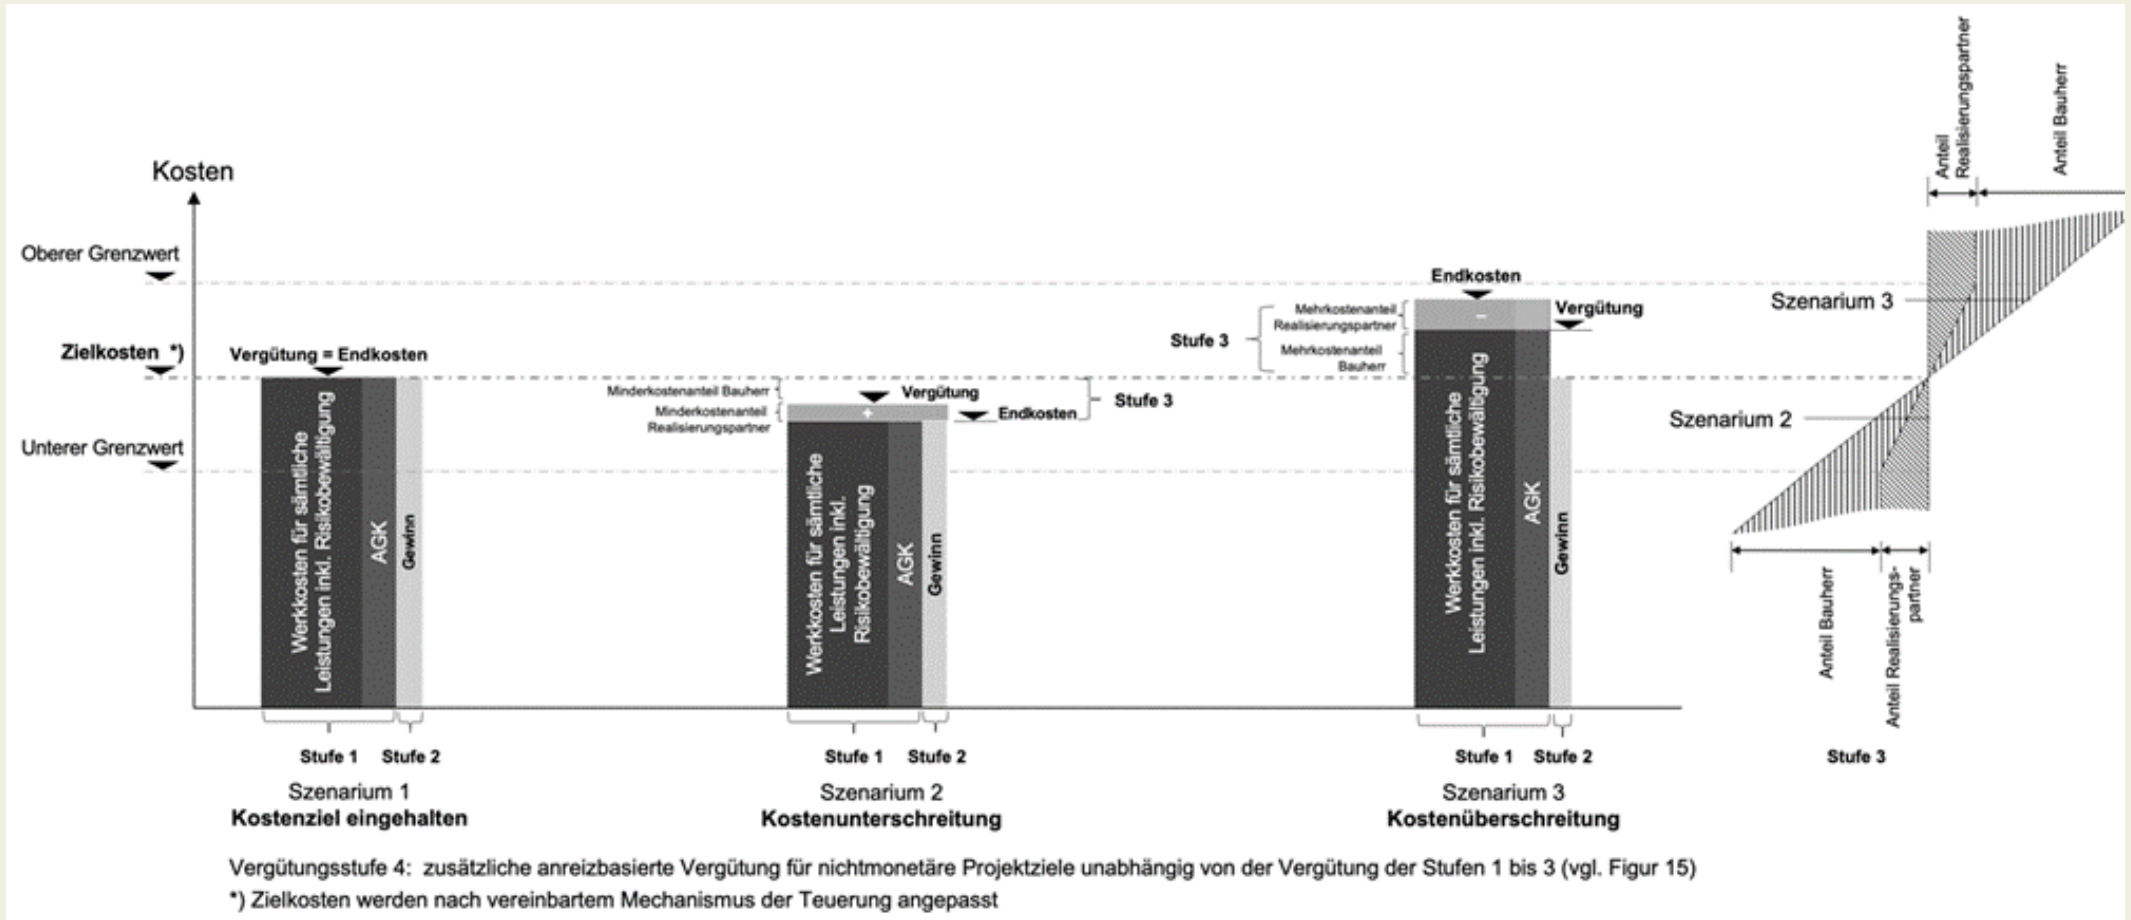 Kosten
Oberer Grenzwert
Zielkosten *)
Unterer Grenzwert
Vergütung = Endkosten
Werkkosten für sämtliche
Leistungen inkl. Risikobewältigung
AGK
Gewinn
Stufe 1
Stufe 2
Szenarium 1
Kostenziel eingehalten
Minderkostenanteil Bauherr
Minderkostenanteil
Realisierungspartner
Vergütung
+
Endkosten
Stufe 3
Werkkosten für sämtliche
Leistungen inkl.
Risikobewältigung
AGK
Gewinn
Stufe 1
Stufe 2
Szenarium 2
Kostenunterschreitung
Stufe 3
Mehrkostenanteil
Realisierungspartner
Mehrkostenanteil
Bauherr
Endkosten
–
Vergütung
Werkkosten für sämtliche
Leistungen inkl. Risikobewältigung
AGK
Gewinn
Stufe 1
Stufe 2
Szenarium 3
Kostenüberschreitung
Anteil
Realisierungspartner
Anteil Bauherr
Szenarium 3
Szenarium 2
Anteil Bauherr
Anteil Realisierungs-
partner
Stufe 3
Vergütungsstufe 4: zusätzliche anreizbasierte Vergütung für nichtmonetäre Projektziele unabhängig von der Vergütung der Stufen 1 bis 3 (vgl. Figur 15)
*) Zielkosten werden nach vereinbartem Mechanismus der Teuerung angepasst